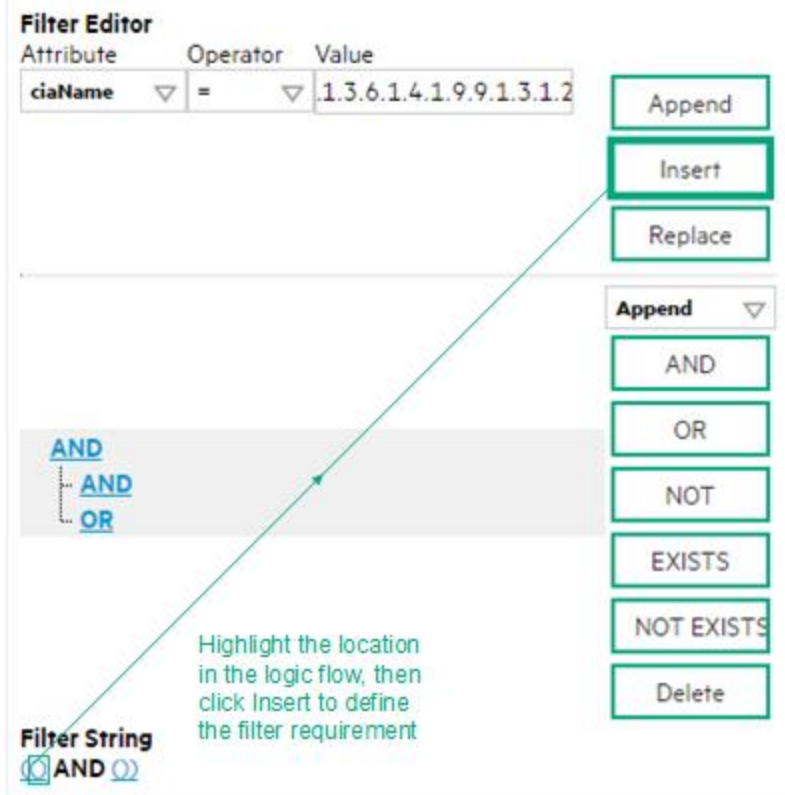 Filter Editor
Attribute Operator Value
ciaName = .1.3.6.1.4.1.9.9.1.3.1.2
Append
Insert
Replace
Append
AND
OR
NOT
EXISTS
NOT EXISTS
Delete
AND
AND
OR
Highlight the location
in the logic flow, then
click Insert to define
the filter requirement
Filter String
(() AND ())